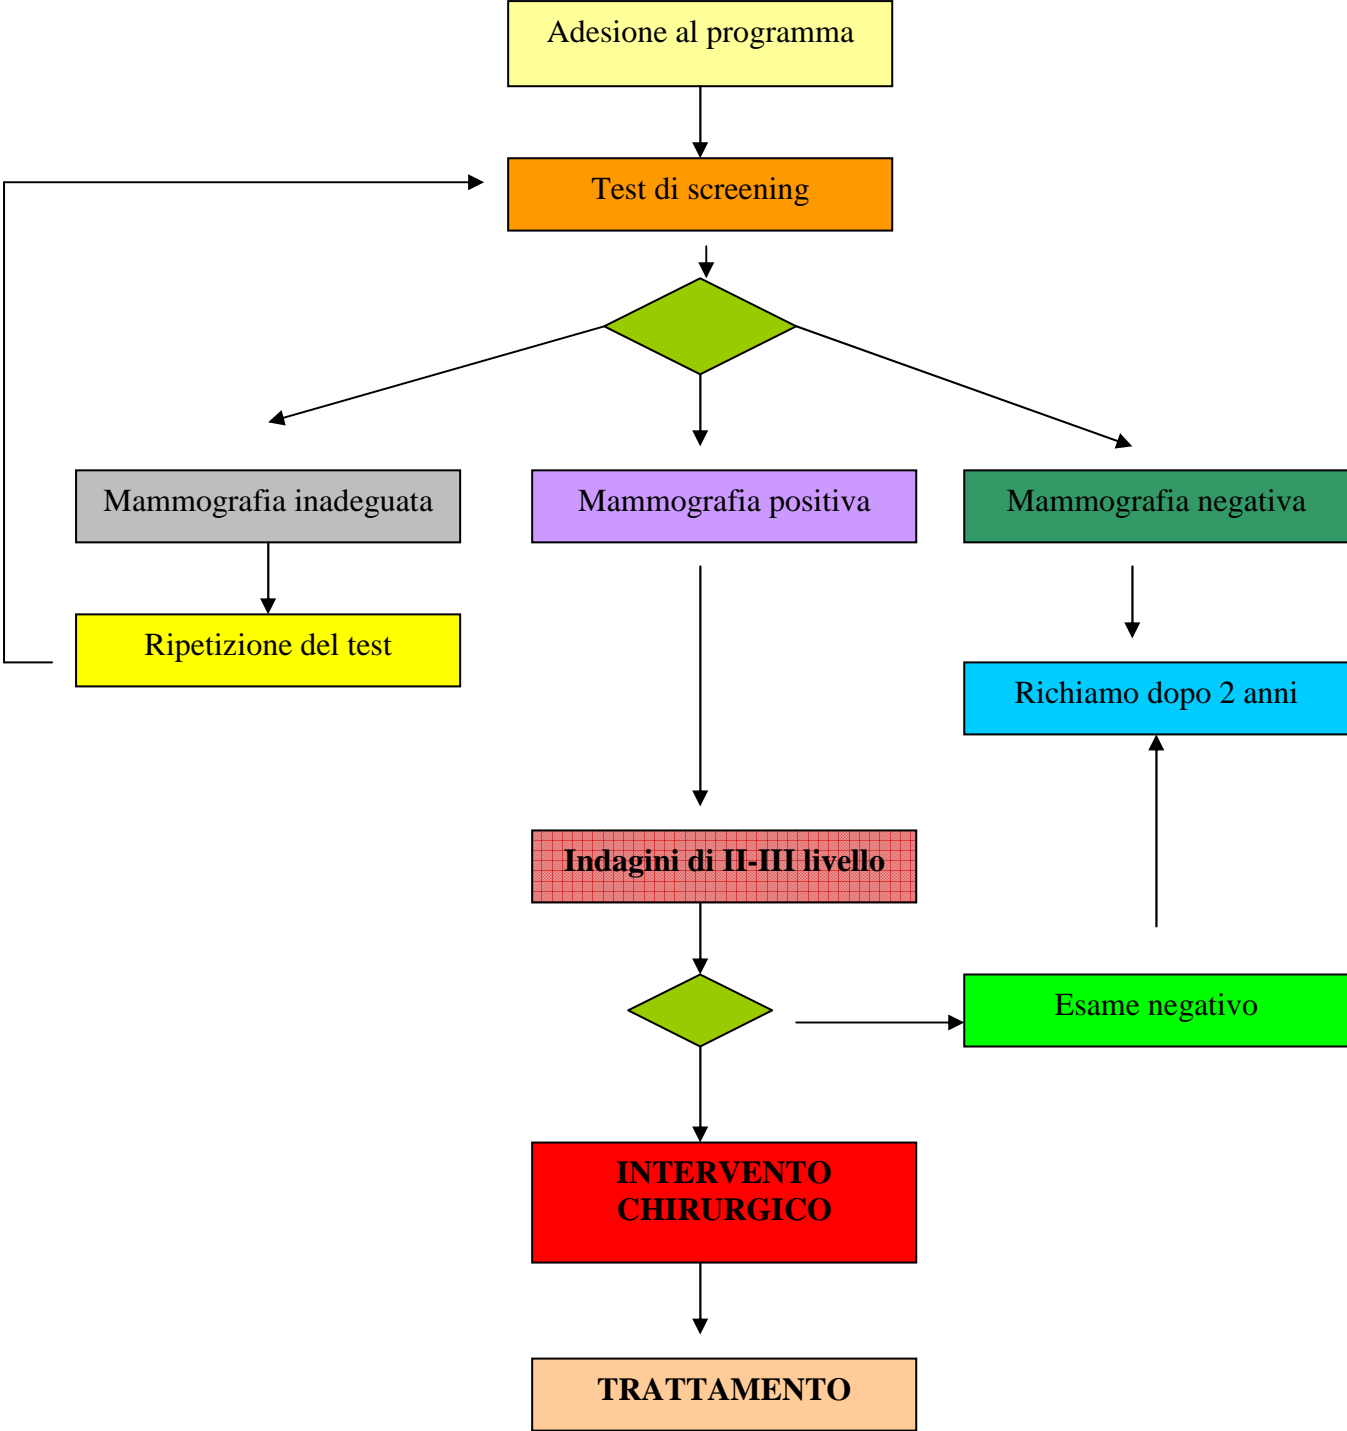 Adesione al programma
Test di screening
Mammografia inadeguata
Mammografia positiva
Mammografia negativa
Ripetizione del test
Richiamo dopo 2 anni
Indagini di II-III livello
Esame negativo
INTERVENTO
CHIRURGICO
TRATTAMENTO